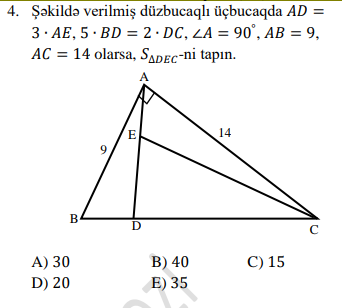 4. Şəkildə verilmiş düzbucaqlı üçbucaqda AD =
3 · AE, 5 · BD = 2 · DC, ∠A = 90°, AB = 9,
AC = 14 olarsa, S△DEC-ni tapın.
A
E
14
9
B
D
C
A) 30
B) 40
C) 15
D) 20
E) 35